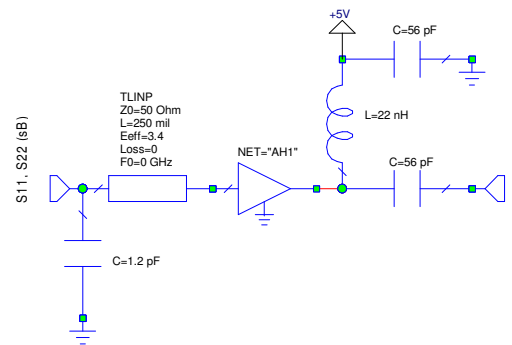 +5V
C=56 pF
TLINP
Z0=50 Ohm
L=250 mil
Eeff=3.4
Loss=0
F0=0 GHz
L=22 nH
S11, S22 (sB)
NET="AH1"
C=56 pF
C=1.2 pF